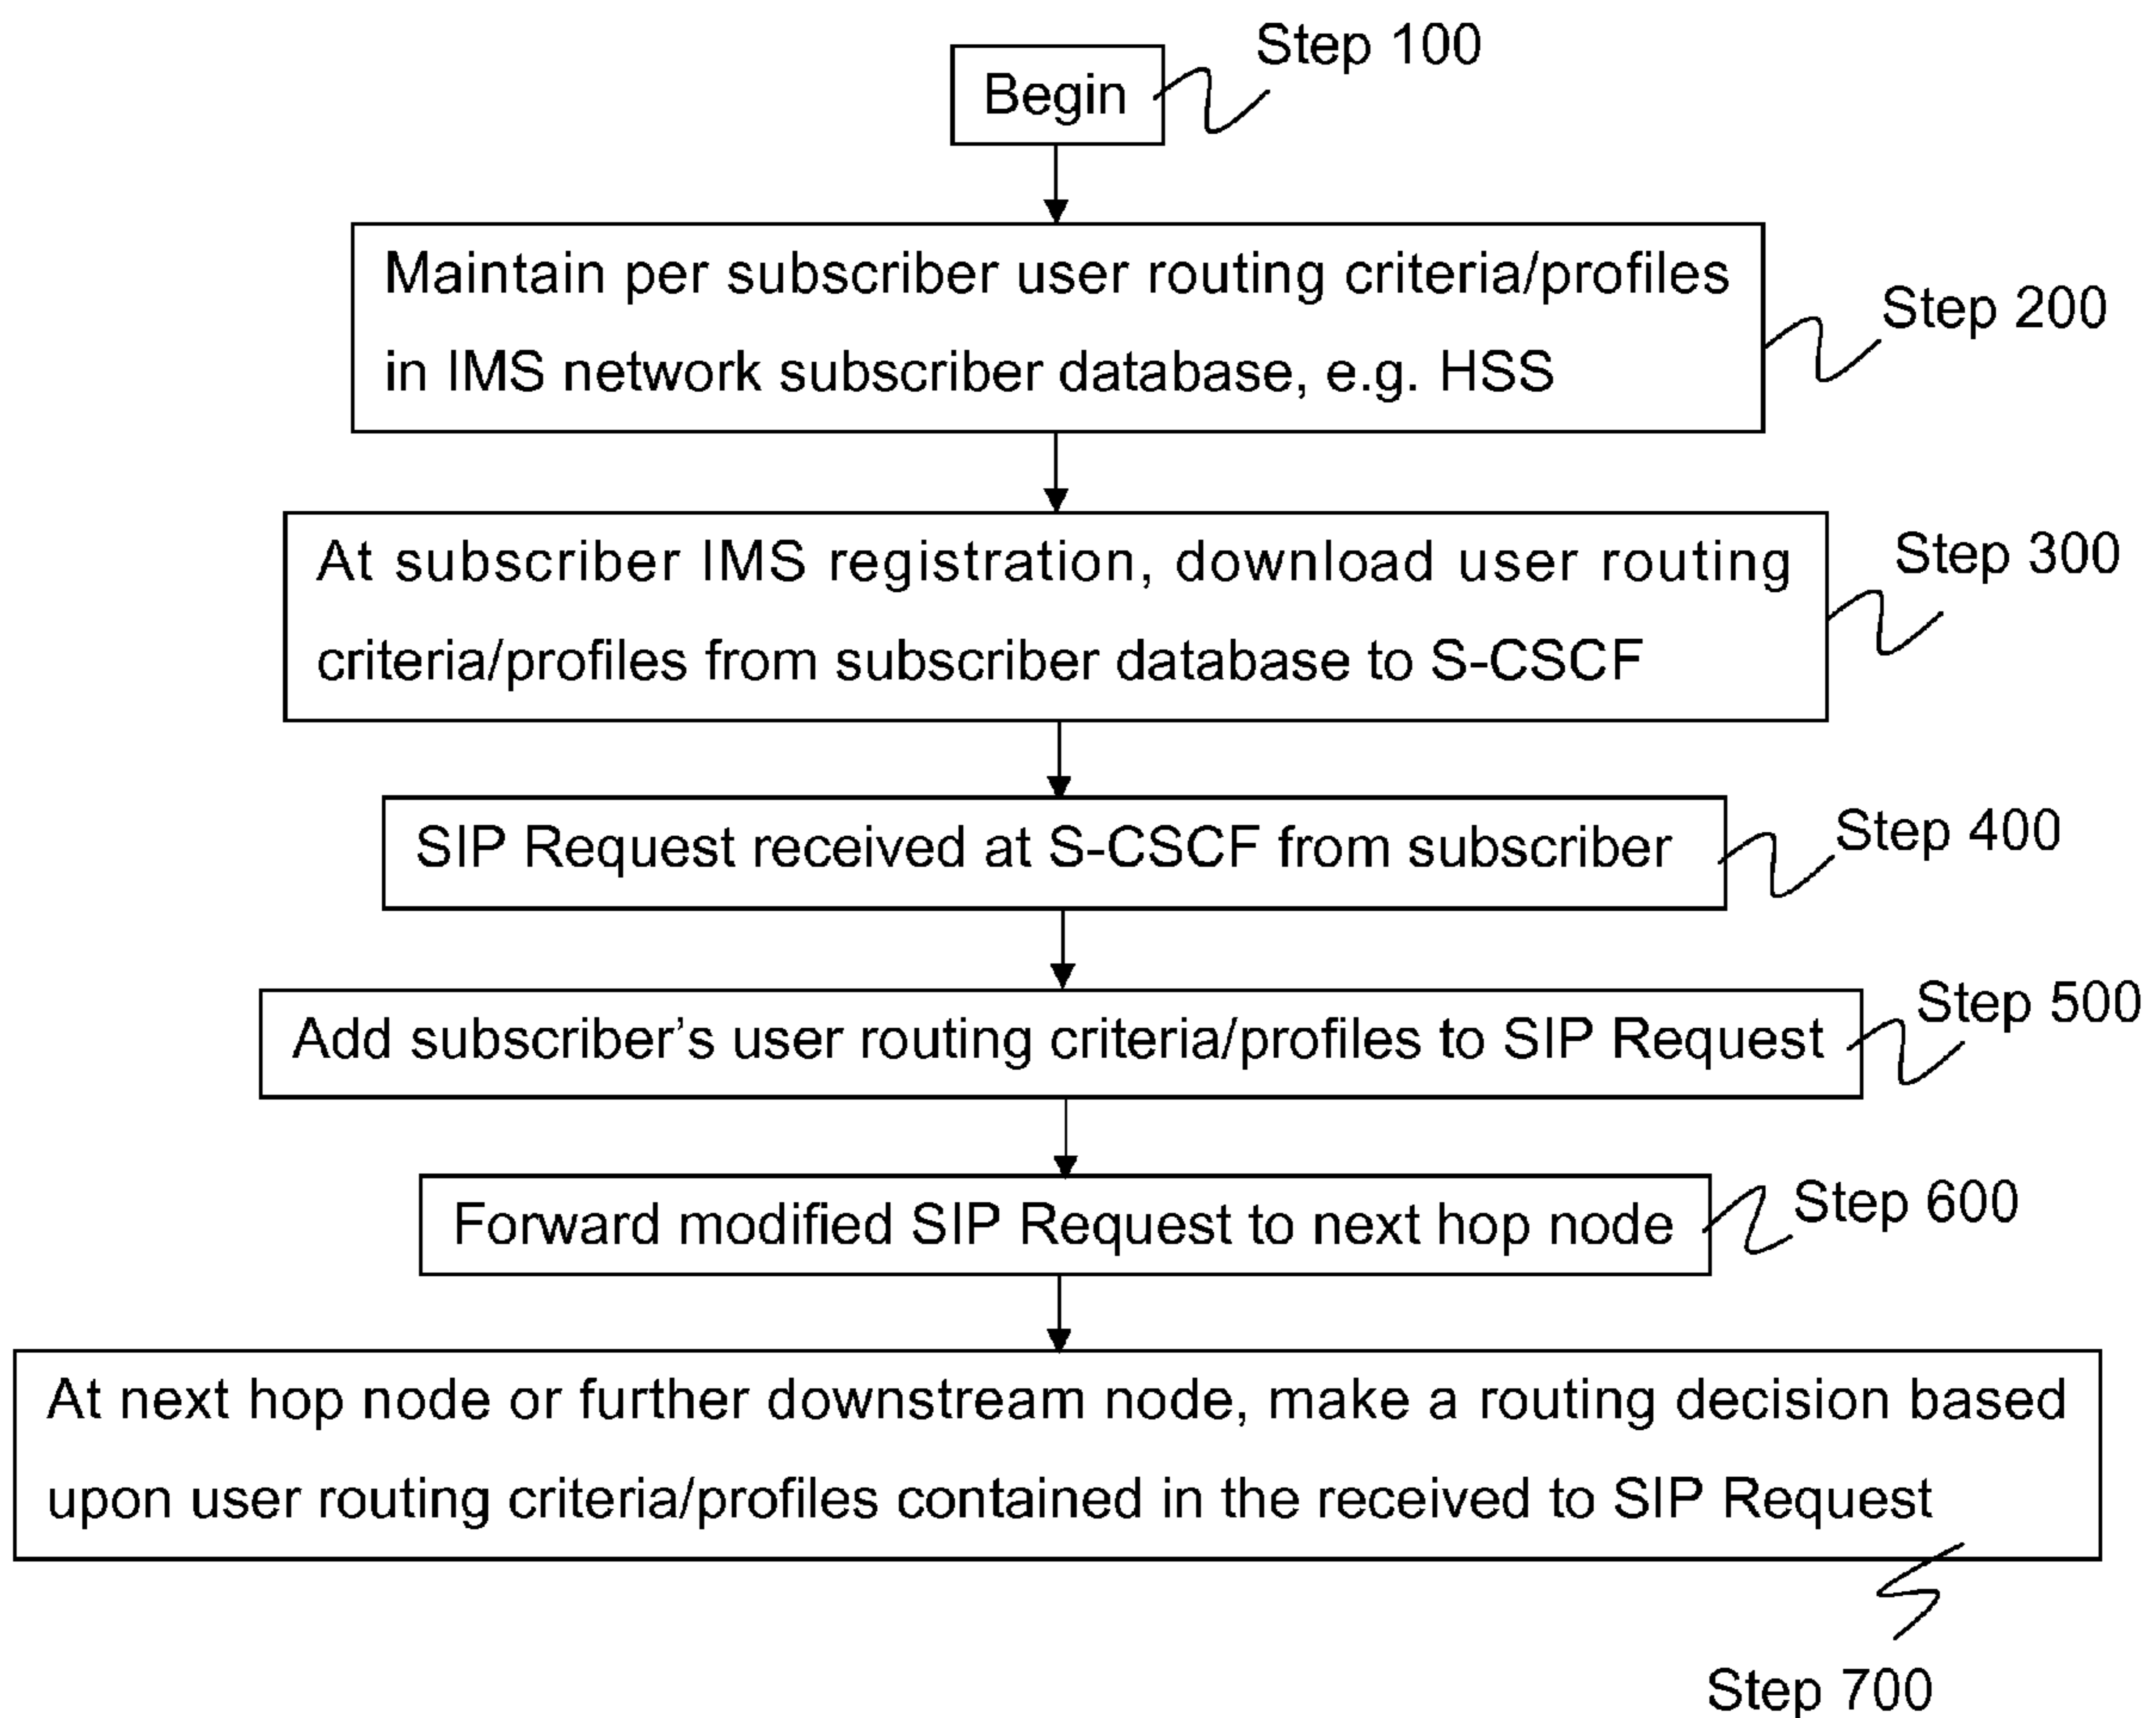 Begin
Step 100
Maintain per subscriber user routing criteria/profiles
in IMS network subscriber database, e.g. HSS
Step 200
At subscriber IMS registration, download user routing
criteria/profiles from subscriber database to S-CSCF
Step 300
SIP Request received at S-CSCF from subscriber
Step 400
Add subscriber’s user routing criteria/profiles to SIP Request
Step 500
Forward modified SIP Request to next hop node
Step 600
At next hop node or further downstream node, make a routing decision based
upon user routing criteria/profiles contained in the received to SIP Request
Step 700